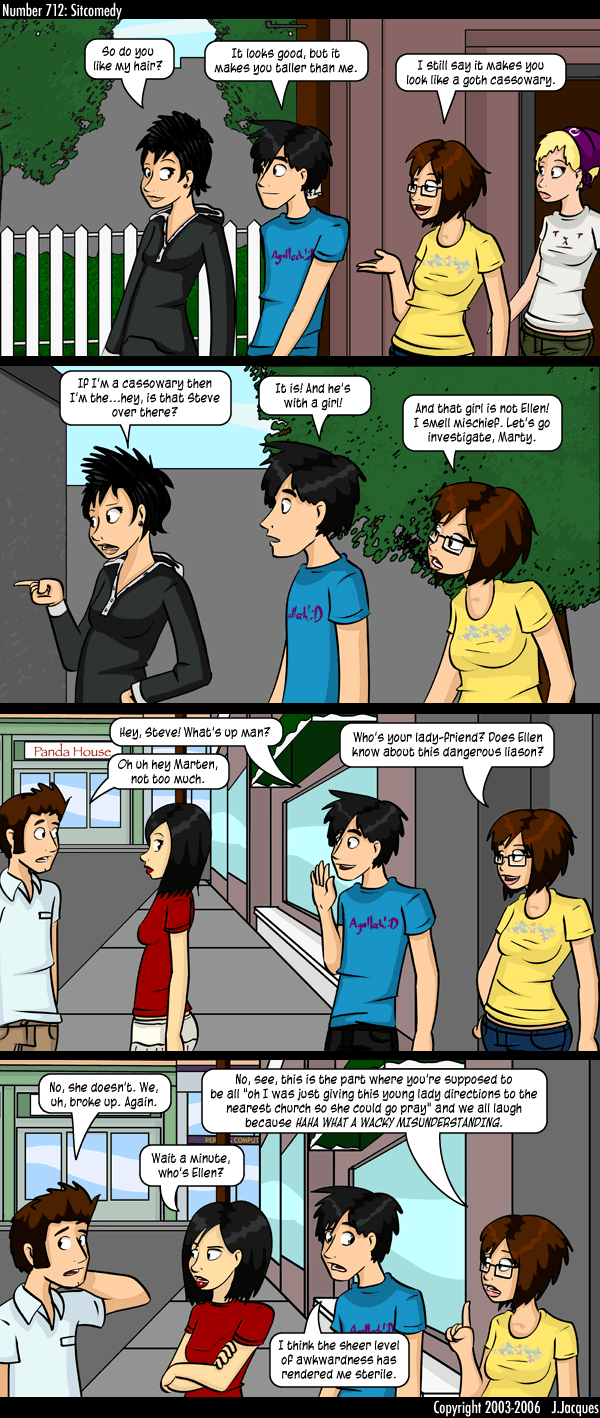 Number 712: Sitcomedy
So do you
like my hair?
It looks good, but it
makes you taller than me.
I still say it makes you
look like a goth cassowary.
Agalloch! :D
TXT
If I'm a cassowary then
I'm the...hey, is that Steve
over there?
It is! And he's
with a girl!
And that girl is not Ellen!
I smell mischief. Let's go
investigate, Marty.
alloch! :D
Hey, Steve! What's up man?
Who's your lady-friend? Does Ellen
know about this dangerous liason?
Panda House
Oh uh hey Marten,
not too much.
Agalloch! :D
No, she doesn't. We,
uh, broke up. Again.
No, see, this is the part where you're supposed to
be all "oh I was just giving this young lady directions to the
nearest church so she could go pray" and we all laugh
because HAHA WHAT A WACKY MISUNDERSTANDING.
Wait a minute,
who's Ellen?
I think the sheer level
of awkwardness has
rendered me sterile.
Copyright 2003-2006 J.Jacques